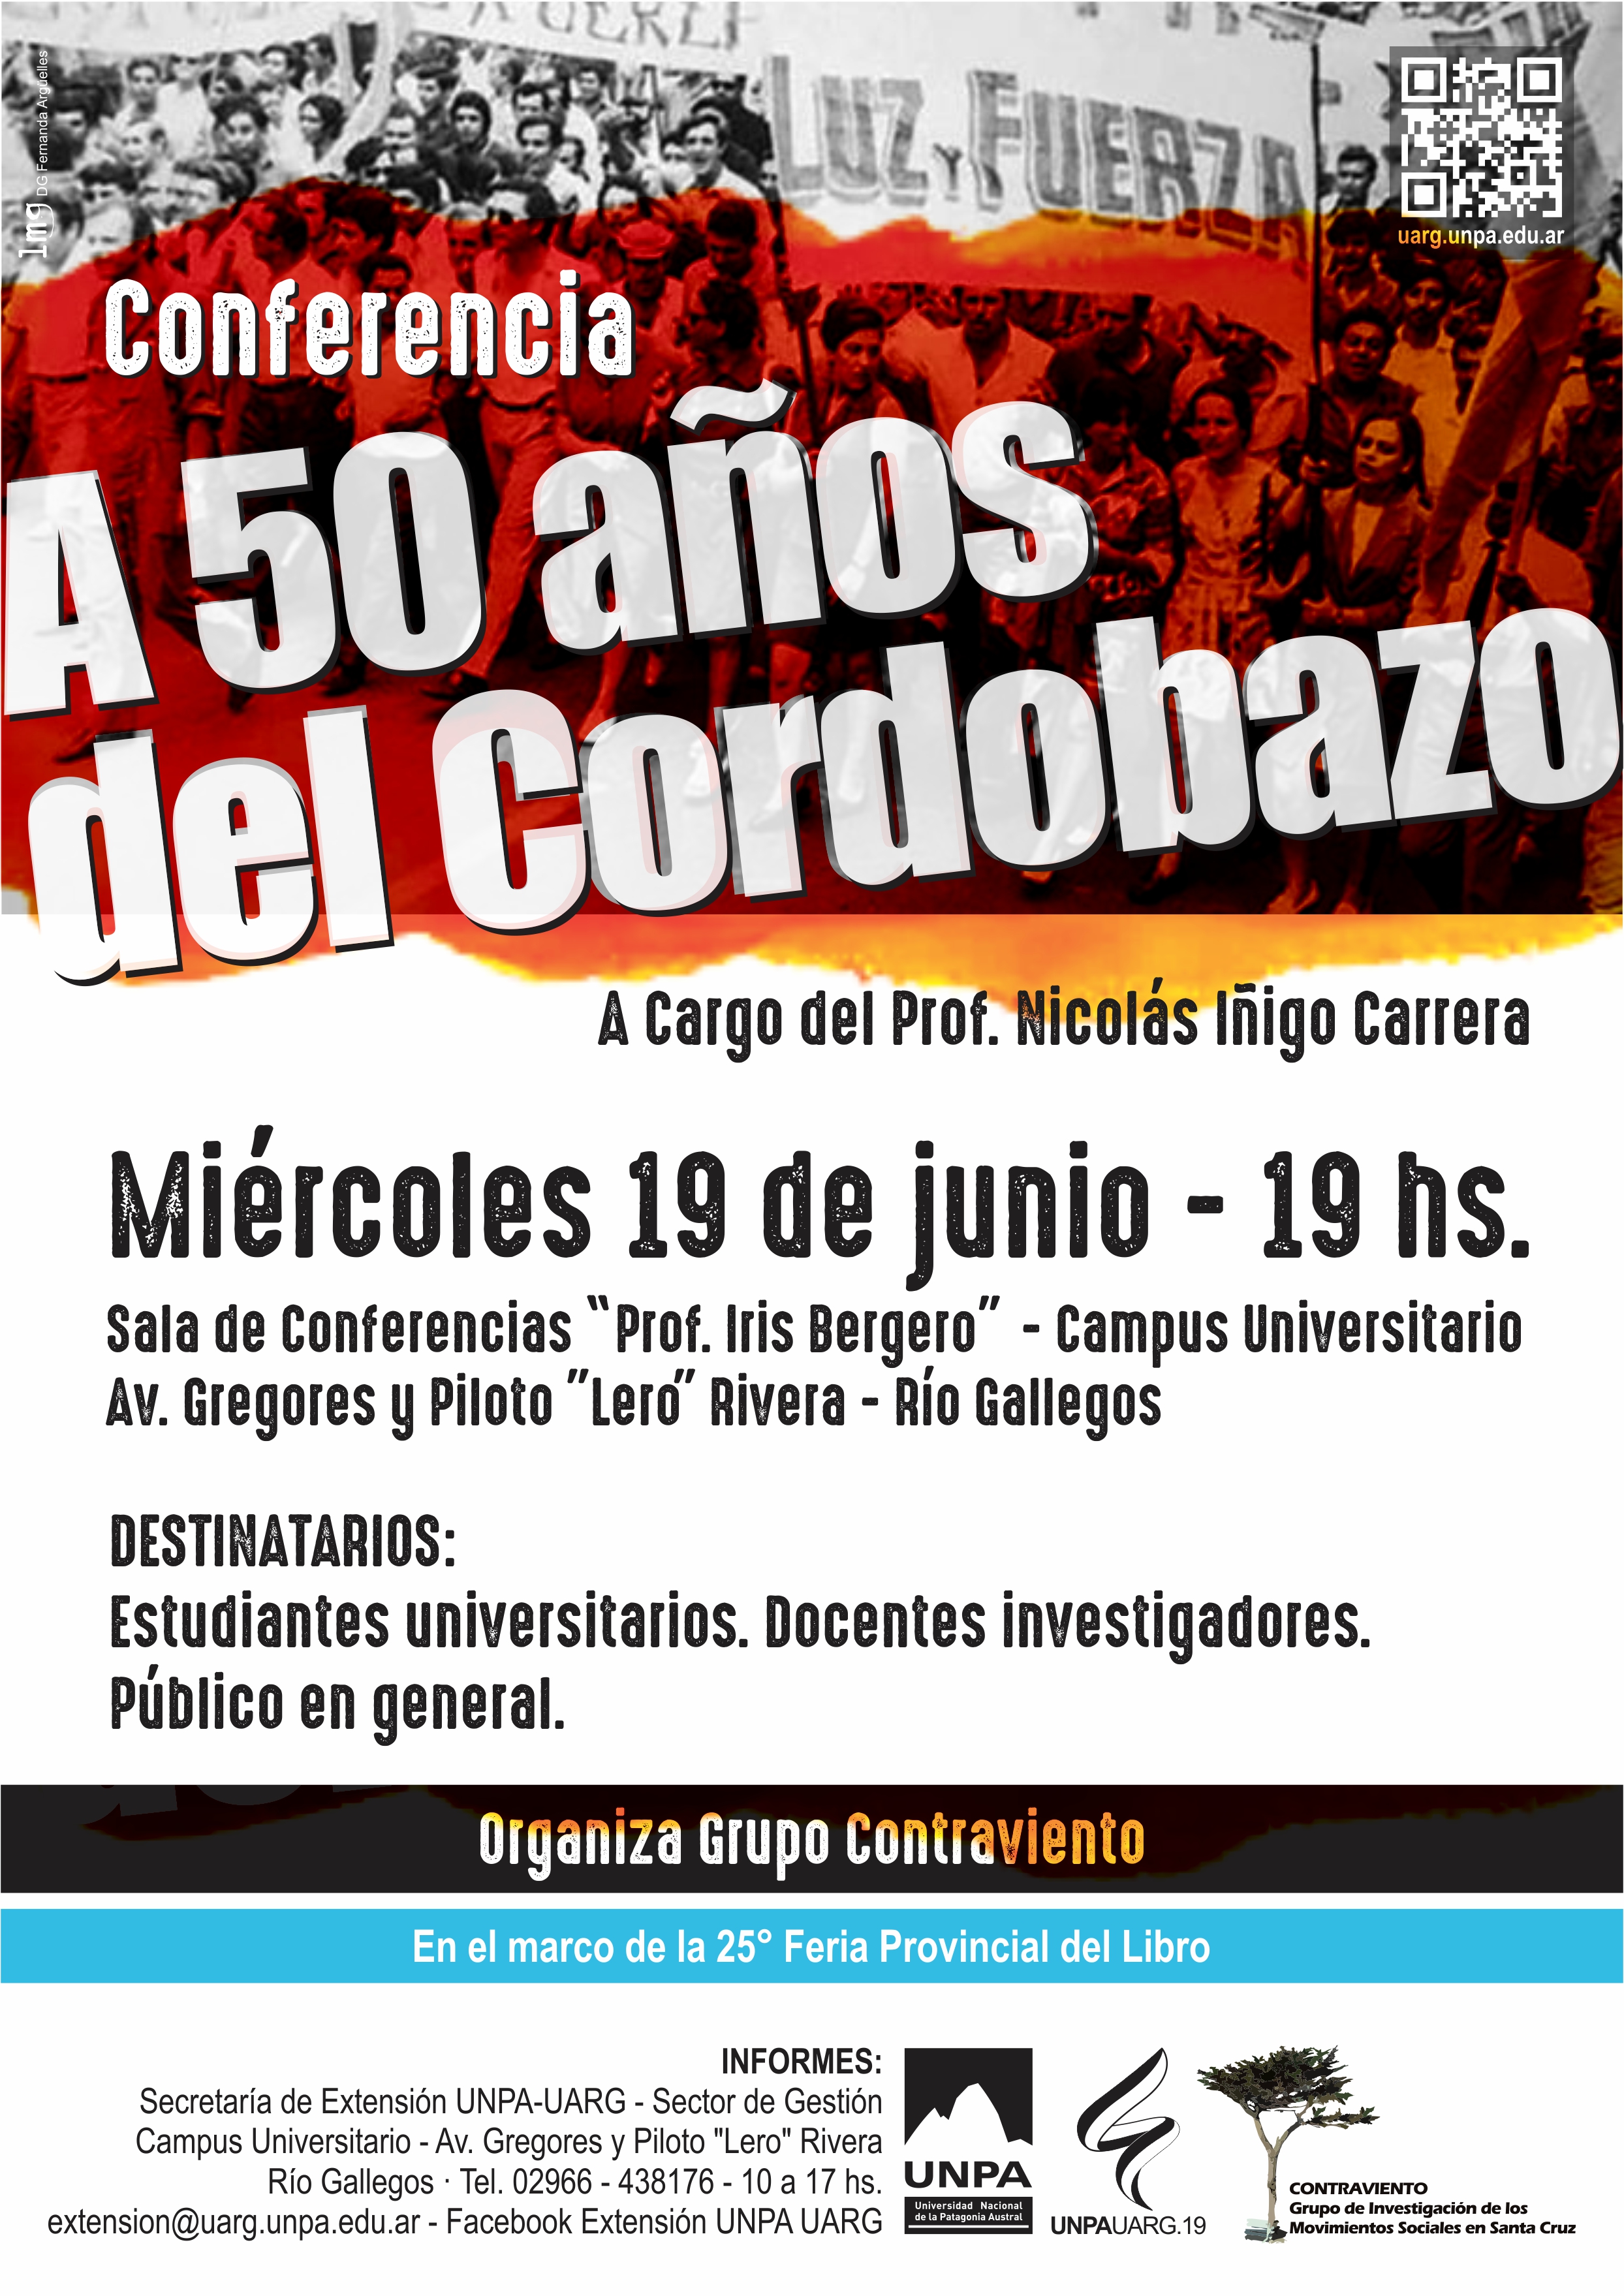 LUZ Y FUERZA
lmg DG Fernanda Argüelles
uarg.unpa.edu.ar
Conferencia
A 50 años
del Cordobazo
A Cargo del Prof. Nicolás Iñigo Carrera
Miércoles 19 de junio - 19 hs.
Sala de Conferencias "Prof. Iris Bergero" - Campus Universitario
Av. Gregores y Piloto "Lero" Rivera - Río Gallegos
DESTINATARIOS:
Estudiantes universitarios. Docentes investigadores.
Público en general.
Organiza Grupo Contraviento
En el marco de la 25° Feria Provincial del Libro
INFORMES:
Secretaría de Extensión UNPA-UARG - Sector de Gestión
Campus Universitario - Av. Gregores y Piloto "Lero" Rivera
Río Gallegos · Tel. 02966 - 438176 - 10 a 17 hs.
extension@uarg.unpa.edu.ar - Facebook Extensión UNPA UARG
UNPA
Universidad Nacional
de la Patagonia Austral
UNPAUARG.19
CONTRAVIENTO
Grupo de Investigación de los
Movimientos Sociales en Santa Cruz